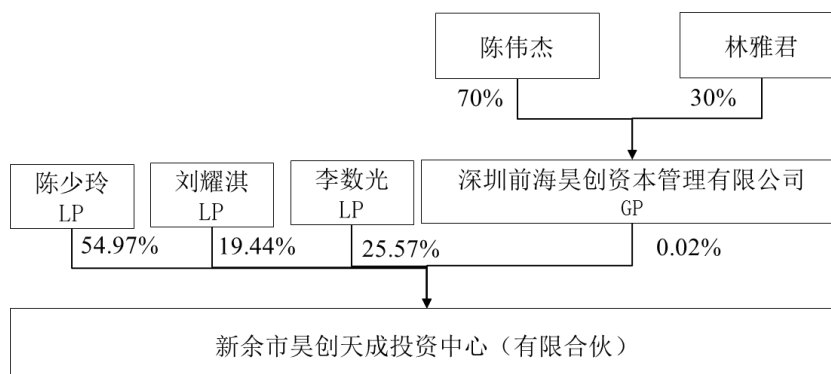 陈伟杰
林雅君
70%
30%
陈少玲
LP
刘耀淇
LP
李数光
LP
深圳前海昊创资本管理有限公司
GP
54.97%
19.44%
25.57%
0.02%
新余市昊创天成投资中心（有限合伙）